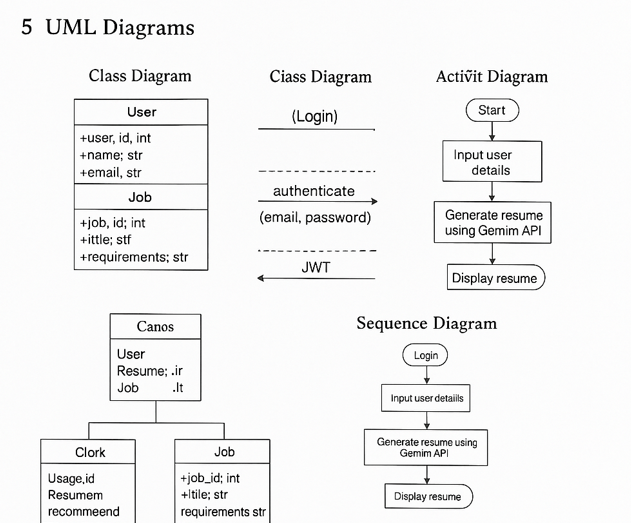 5 UML Diagrams
Class Diagram
User
+user, id, int
+name; str
+email, str
Job
+job, id; int
+ittle; stf
+requirements; str
Ciass Diagram
(Login)
authenticate
(email, password)
JWT
Activit Diagram
Start
Input user
details
Generate resume
using Gemim API
Display resume
Canos
User
Resume; .ir
Job .lt
Clork
Usage,id
Resumem
recommeend
Job
+job_id; int
+ltile; str
requirements str
Sequence Diagram
Login
Input user detaiils
Generate resume using
Gemim API
Display resume